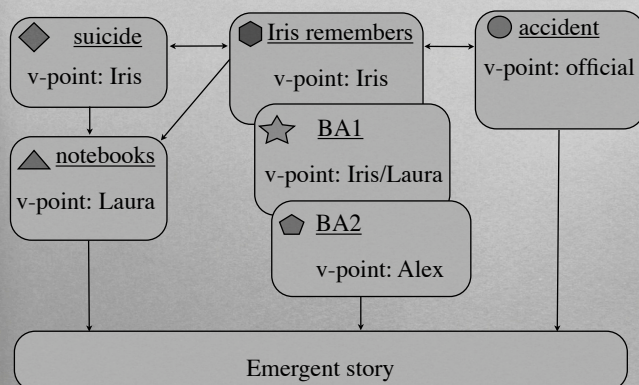 suicide
v-point: Iris
Iris remembers
v-point: Iris
accident
v-point: official
notebooks
v-point: Laura
BA1
v-point: Iris/Laura
BA2
v-point: Alex
Emergent story